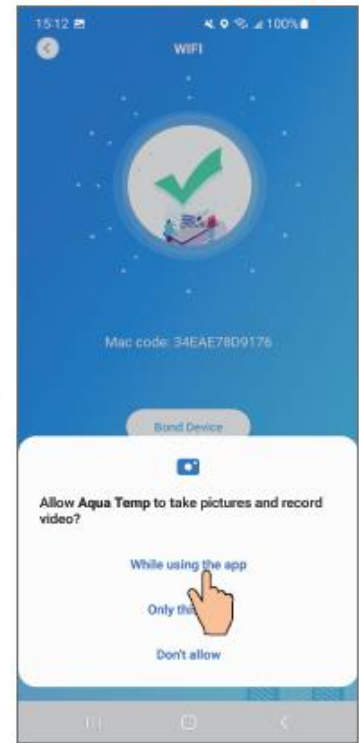 15:12 100%
WIFI
Mac code: 34EAE78D9176
Bond Device
Allow Aqua Temp to take pictures and record
video?
While using the app
Only
Don't allow